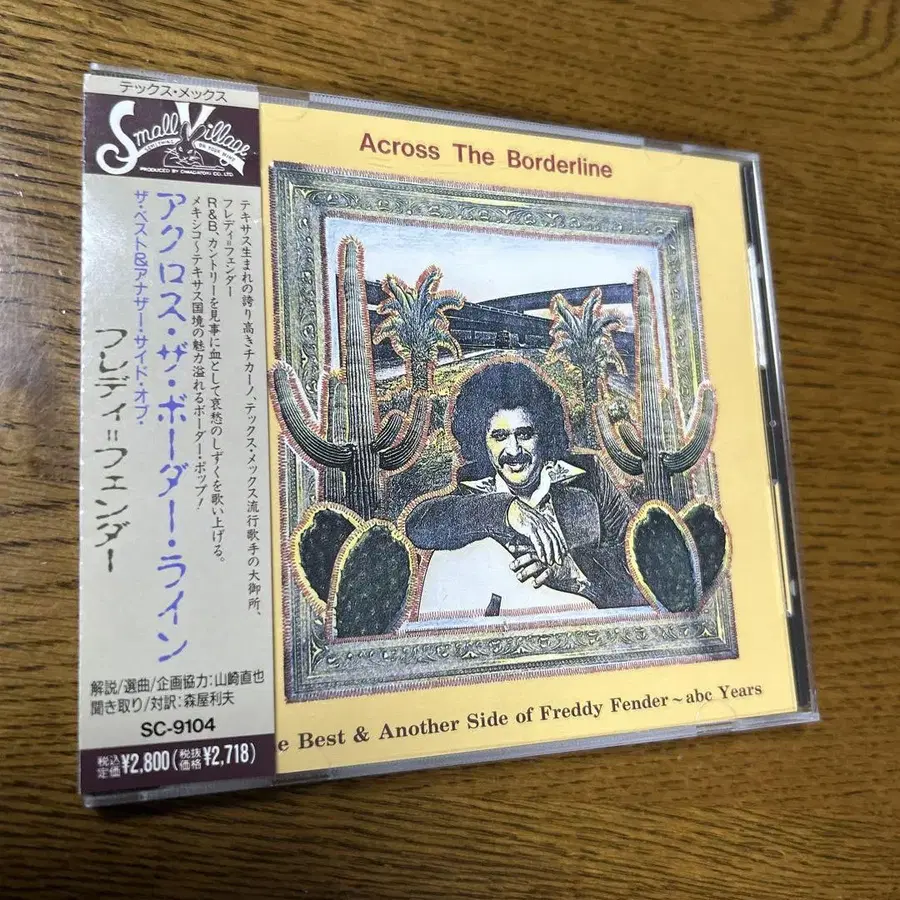 テックス・メックス
Small Village
PRODUCED BY CHADATOYI CO., LTD.
アクロス・ザ・ボーダー・ライン
ザ・ベスト&アナザー・サイド・オブ・
フレディ=フェンダー
テキサス生まれの誇り高きチカーノ、テックス・メックス流行歌手の大御所、
フレディ=フェンダー
R&B、カントリーを見事に血として哀愁のしずくを歌い上げる。
メキシコ〜テキサス国境の魅力溢れるボーダー・ポップ!
解説/選曲/企画協力:山崎直也
聞き取り/対訳:森屋利夫
SC-9104
税込定価¥2,800(税抜価格¥2,718)
Across The Borderline
Best & Another Side of Freddy Fender~abc Years